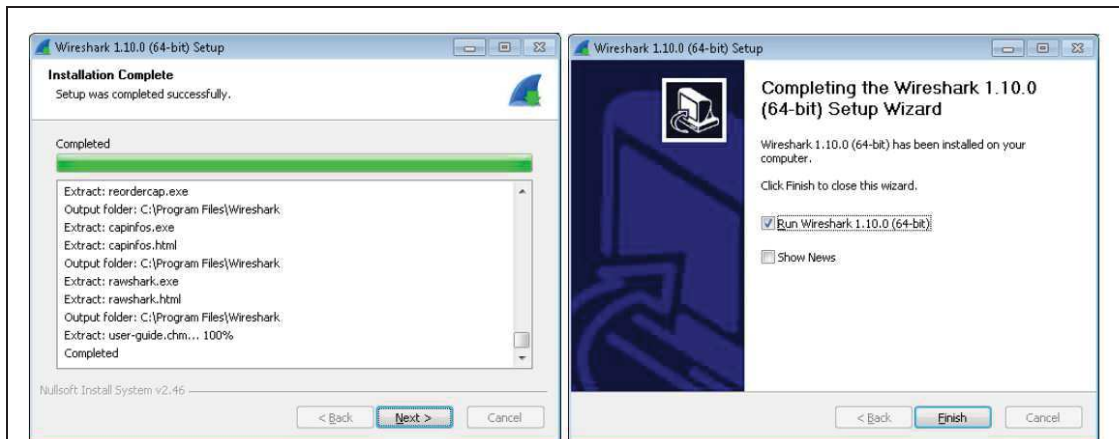 Wireshark 1.10.0 (64-bit) Setup
Installation Complete
Setup was completed successfully.
Completed
Extract: reordercap.exe
Output folder: C:\Program Files\Wireshark
Extract: capinfos.exe
Extract: capinfos.html
Output folder: C:\Program Files\Wireshark
Extract: rawshark.exe
Extract: rawshark.html
Output folder: C:\Program Files\Wireshark
Extract: user-guide.chm... 100%
Completed
Nullsoft Install System v2.46
< Back
Next >
Cancel
Wireshark 1.10.0 (64-bit) Setup
Completing the Wireshark 1.10.0
(64-bit) Setup Wizard
Wireshark 1.10.0 (64-bit) has been installed on your
computer.
Click Finish to close this wizard.
Run Wireshark 1.10.0 (64-bit)
Show News
< Back
Finish
Cancel